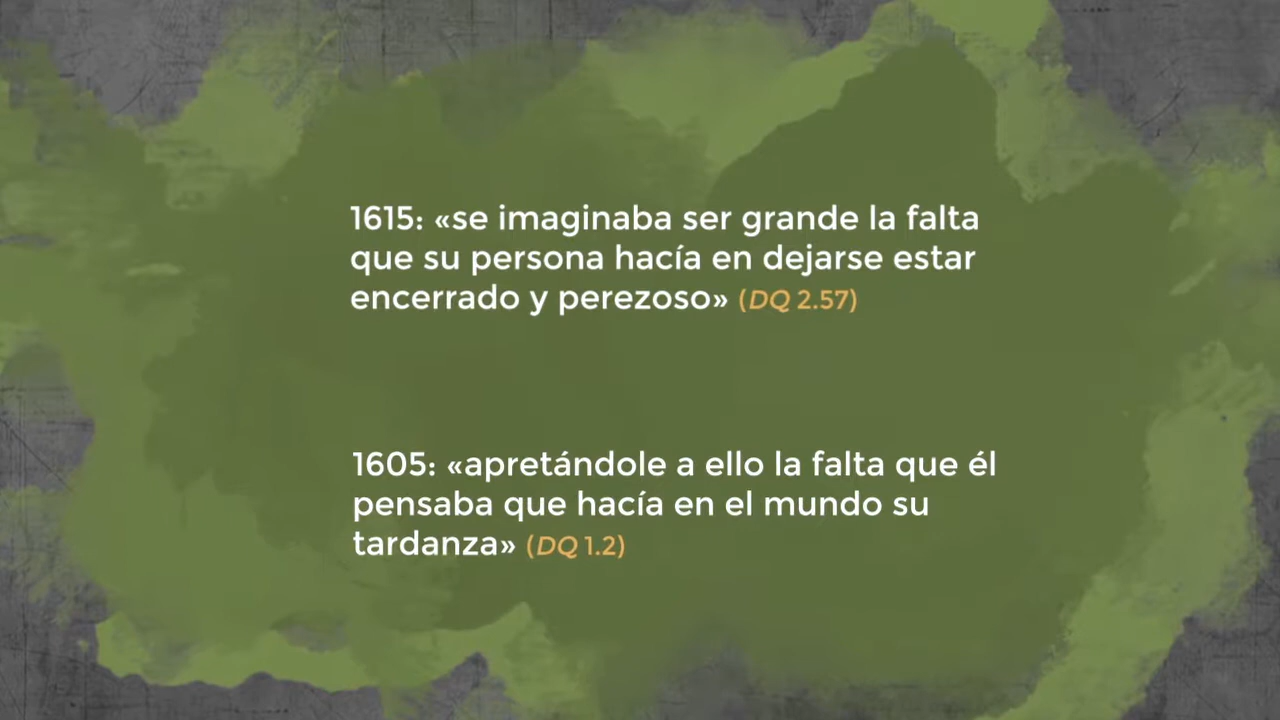 1615: «se imaginaba ser grande la falta
que su persona hacía en dejarse estar
encerrado y perezoso» (DQ 2.57)
1605: «apretándole a ello la falta que él
pensaba que hacía en el mundo su
tardanza» (DQ 1.2)